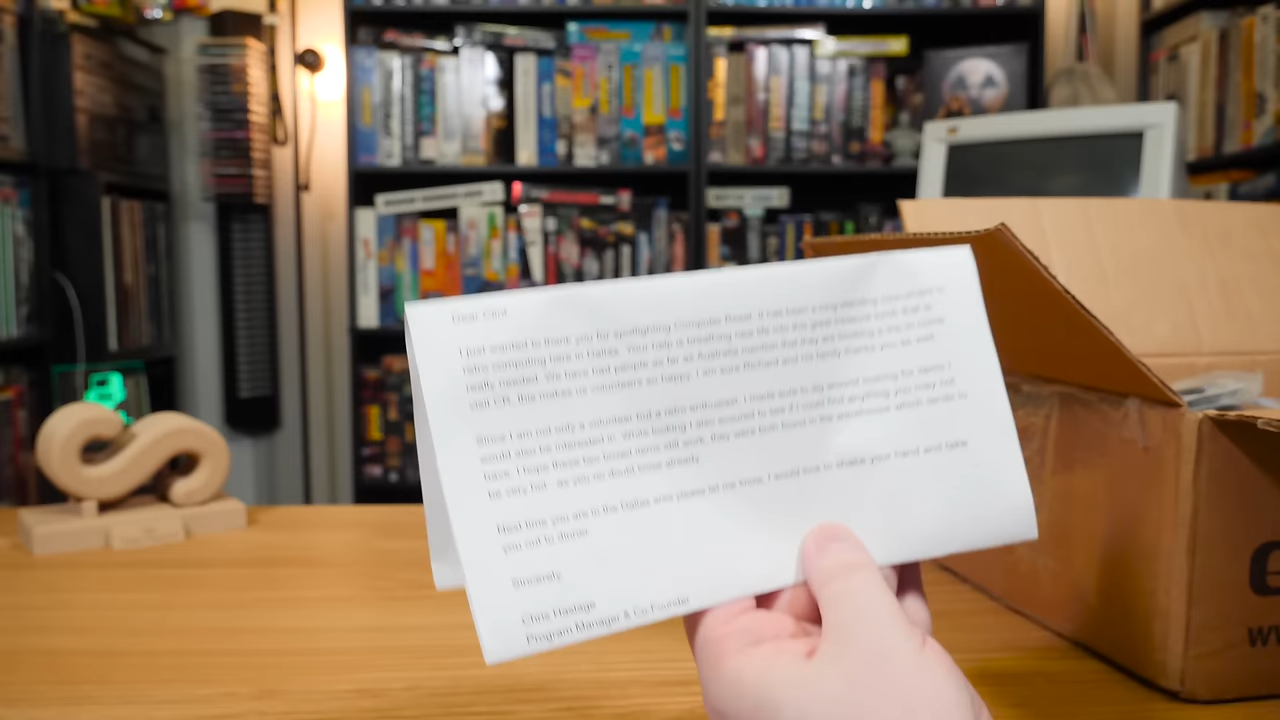 Dear Clint,
I just wanted to thank you for spotlighting Computer Reset. It has been a long standing monument to
retro computing here in Dallas. Your help is breathing new life into this great treasure that is
really needed. We have had people as far as Australia mention that they are booking a trip to come
visit CR, this makes us volunteers so happy. I am sure Richard and his family thanks you as well.
Since I am not only a volunteer but a retro enthusiast, I made sure to dig around looking for items I
would also be interested in. While looking I also ensured to see if I could find anything you may not
have. I hope these two boxed items still work, they were both found in the warehouse which tends to
be very hot - as you no doubt know already.
Next time you are in the Dallas area please let me know, I would love to shake your hand and take
you out to dinner.
Sincerely,
Chris
Program Manager & Co-Founder